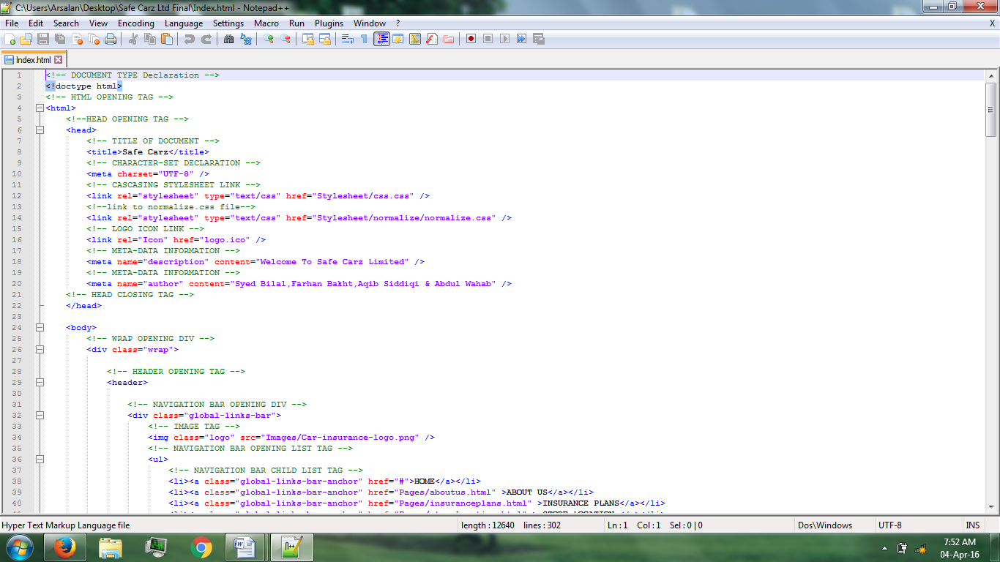 C:\Users\Arsalan\Desktop\Safe Carz Ltd Final\Index.html - Notepad++
File Edit Search View Encoding Language Settings Macro Run Plugins Window ? X
Index.html
1 <!-- DOCUMENT TYPE Declaration -->
2 <!doctype html>
3 <!-- HTML OPENING TAG -->
4 <html>
5 <!--HEAD OPENING TAG -->
6 <head>
7 <!-- TITLE OF DOCUMENT -->
8 <title>Safe Carz</title>
9 <!-- CHARACTER-SET DECLARATION -->
10 <meta charset="UTF-8" />
11 <!-- CASCASING STYLESHEET LINK -->
12 <link rel="stylesheet" type="text/css" href="Stylesheet/css.css" />
13 <!--link to normalize.css file-->
14 <link rel="stylesheet" type="text/css" href="Stylesheet/normalize/normalize.css" />
15 <!-- LOGO ICON LINK -->
16 <link rel="Icon" href="logo.ico" />
17 <!-- META-DATA INFORMATION -->
18 <meta name="description" content="Welcome To Safe Carz Limited" />
19 <!-- META-DATA INFORMATION -->
20 <meta name="author" content="Syed Bilal,Farhan Bakht,Aqib Siddiqi & Abdul Wahab" />
21 <!-- HEAD CLOSING TAG -->
22 </head>
23
24 <body>
25 <!-- WRAP OPENING DIV -->
26 <div class="wrap">
27
28 <!-- HEADER OPENING TAG -->
29 <header>
30
31 <!-- NAVIGATION BAR OPENING DIV -->
32 <div class="global-links-bar">
33 <!-- IMAGE TAG -->
34 <img class="logo" src="Images/Car-insurance-logo.png" />
35 <!-- NAVIGATION BAR OPENING LIST TAG -->
36 <ul>
37 <!-- NAVIGATION BAR CHILD LIST TAG -->
38 <li><a class="global-links-bar-anchor" href="#">HOME</a></li>
39 <li><a class="global-links-bar-anchor" href="Pages/aboutus.html" >ABOUT US</a></li>
40 <li><a class="global-links-bar-anchor" href="Pages/insuranceplans.html" >INSURANCE PLANS</a></li>
Hyper Text Markup Language file length : 12640 lines : 302 Ln : 1 Col : 1 Sel : 0 | 0 Dos\Windows UTF-8 INS
7:52 AM
04-Apr-16